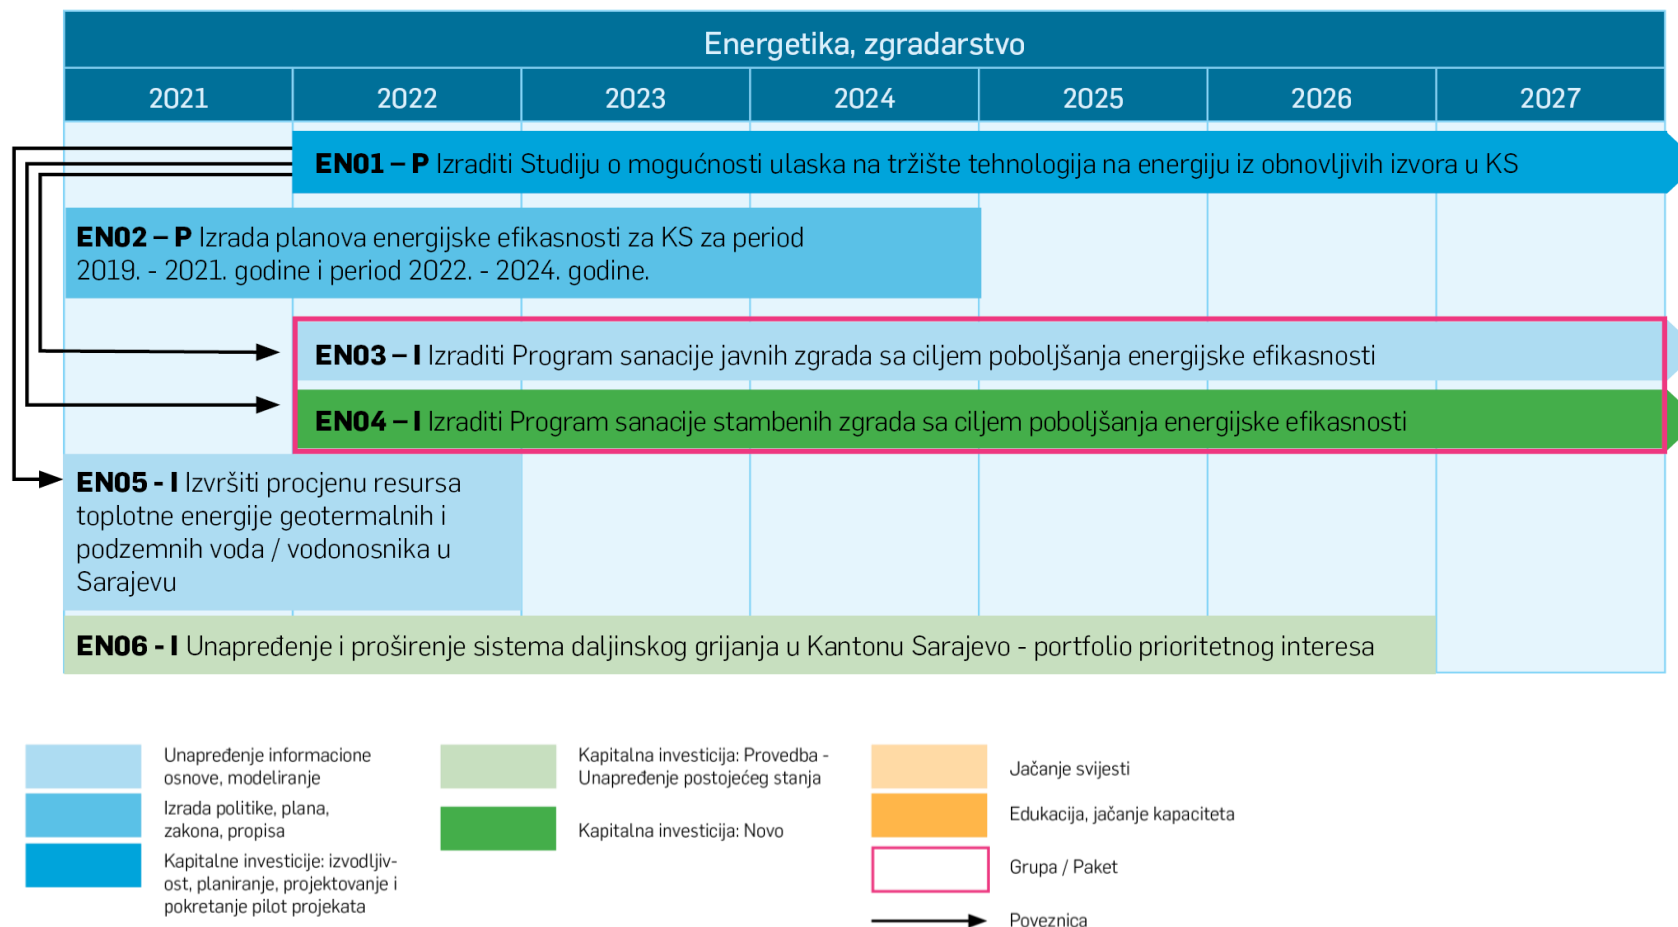 Energetika, zgradarstvo
2021 2022 2023 2024 2025 2026 2027
EN01 – P Izraditi Studiju o mogućnosti ulaska na tržište tehnologija na energiju iz obnovljivih izvora u KS
EN02 – P Izrada planova energijske efikasnosti za KS za period
2019. - 2021. godine i period 2022. - 2024. godine.
EN03 – I Izraditi Program sanacije javnih zgrada sa ciljem poboljšanja energijske efikasnosti
EN04 – I Izraditi Program sanacije stambenih zgrada sa ciljem poboljšanja energijske efikasnosti
EN05 - I Izvršiti procjenu resursa
toplotne energije geotermalnih i
podzemnih voda / vodonosnika u
Sarajevu
EN06 - I Unapređenje i proširenje sistema daljinskog grijanja u Kantonu Sarajevo - portfolio prioritetnog interesa
Unapređenje informacione
osnove, modeliranje
Izrada politike, plana,
zakona, propisa
Kapitalne investicije: izvodljiv-
ost, planiranje, projektovanje i
pokretanje pilot projekata
Kapitalna investicija: Provedba -
Unapređenje postojećeg stanja
Kapitalna investicija: Novo
Jačanje svijesti
Edukacija, jačanje kapaciteta
Grupa / Paket
Poveznica